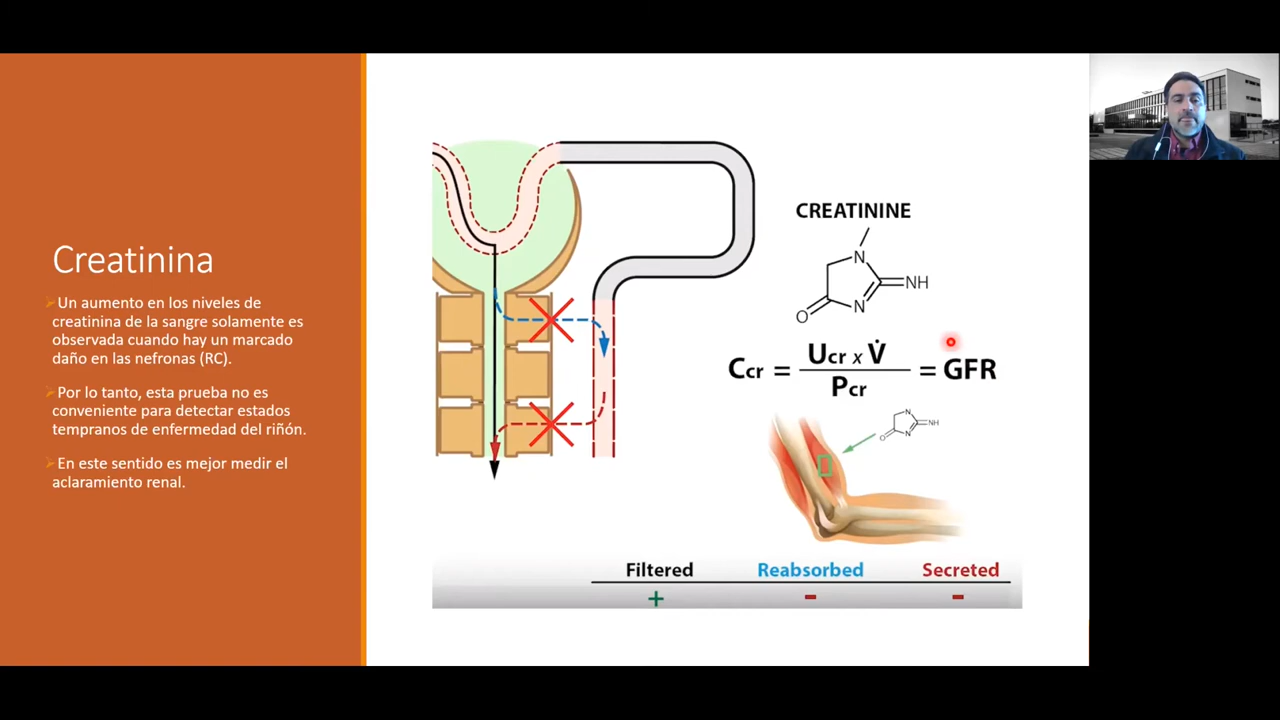 Creatinina
Un aumento en los niveles de
creatinina de la sangre solamente es
observada cuando hay un marcado
daño en las nefronas (RC).
Por lo tanto, esta prueba no es
conveniente para detectar estados
tempranos de enfermedad del riñón.
En este sentido es mejor medir el
aclaramiento renal.
CREATININE
N
NH
N
O
Ccr = Ucr x V̇ / Pcr = GFR
N
NH
N
O
Filtered Reabsorbed Secreted
+ - -